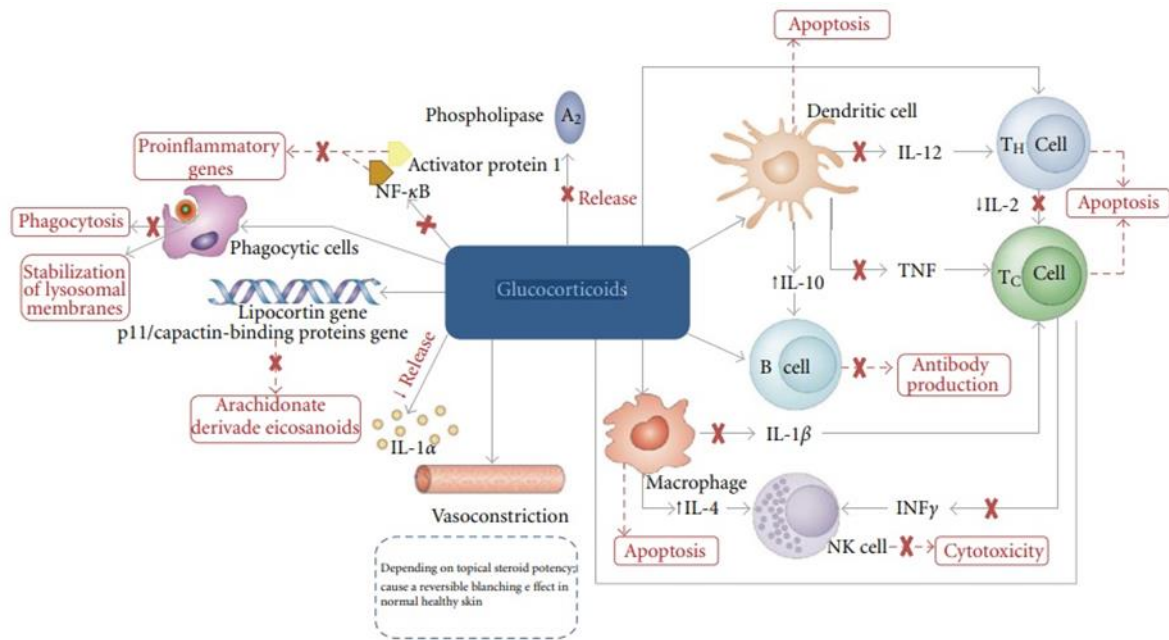 Apoptosis
Phospholipase
A2
Dendritic cell
Proinflammatory
genes
Activator protein 1
NF-κB
Release
IL-12
TH Cell
Phagocytosis
Phagocytic cells
↓IL-2
Apoptosis
Stabilization
of lysosomal
membranes
Glucocorticoids
↑IL-10
TNF
TC Cell
Lipocortin gene
p11/capactin-binding proteins gene
↓ Release
B cell
Antibody
production
Arachidonate
derivade eicosanoids
IL-1α
IL-1β
Macrophage
Vasoconstriction
↑IL-4
INFγ
NK cell
Apoptosis
Cytotoxicity
Depending on topical steroid potency;
cause a reversible blanching e ffect in
normal healthy skin